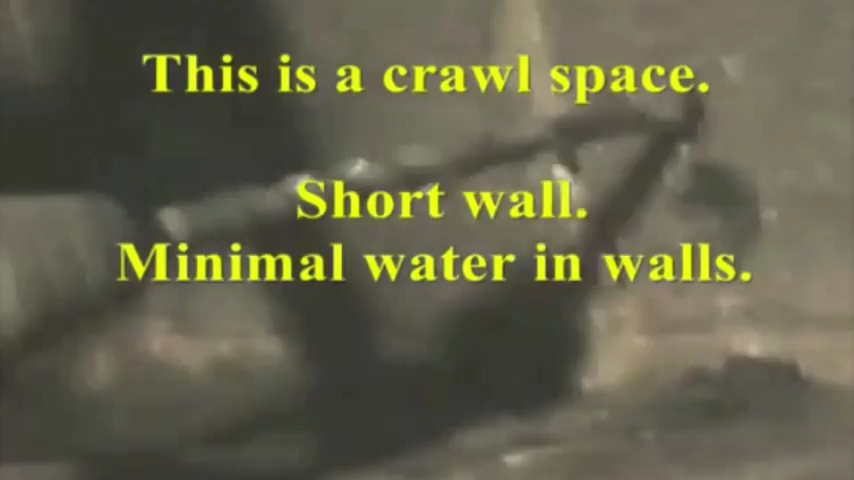 This is a crawl space.
Short wall.
Minimal water in walls.